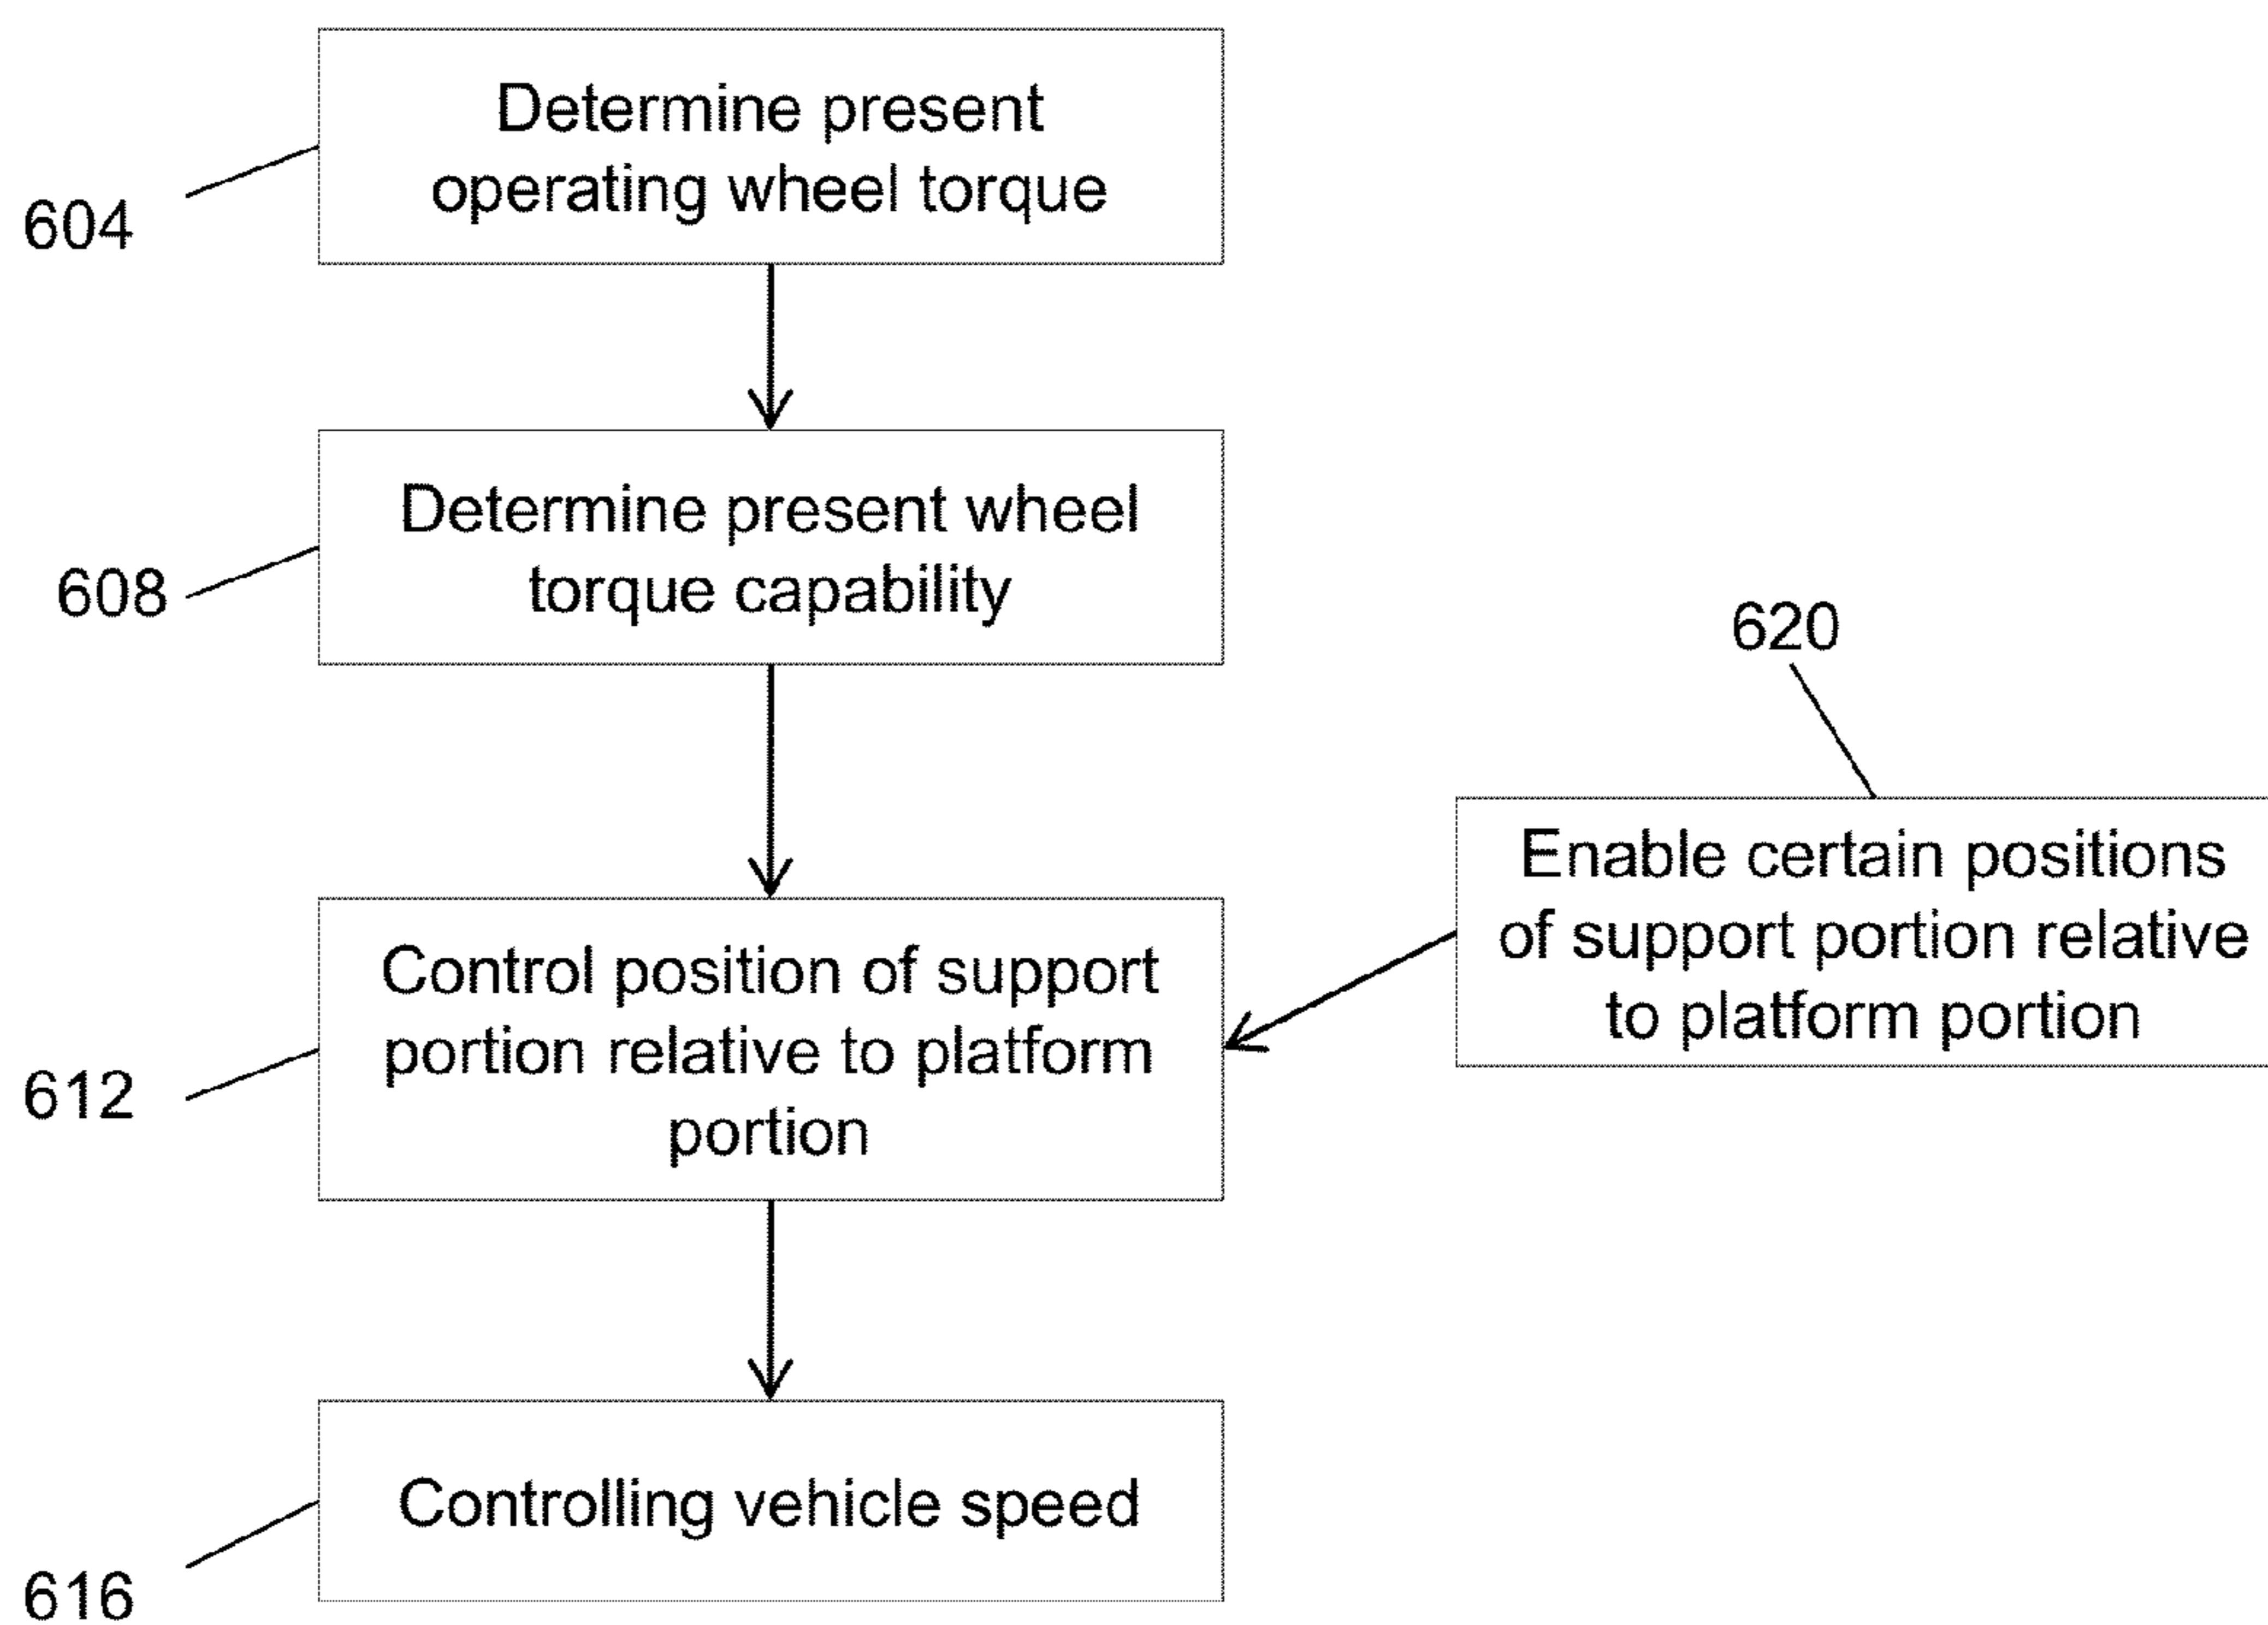 Determine present
operating wheel torque
604
Determine present wheel
torque capability
608
620
Enable certain positions
of support portion relative
to platform portion
Control position of support
portion relative to platform
portion
612
Controlling vehicle speed
616